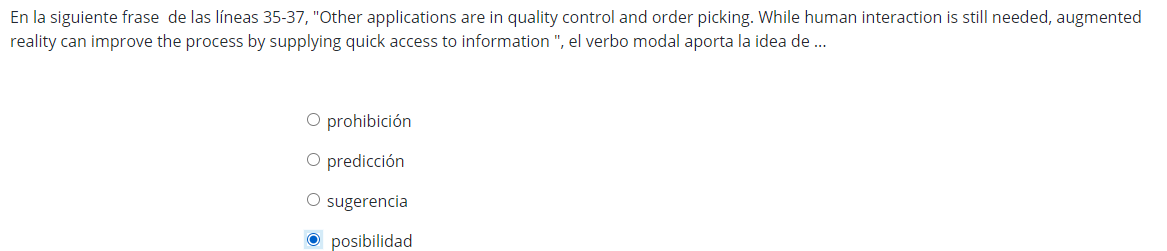 En la siguiente frase  de las líneas 35-37, "Other applications are in quality control and order picking. While human interaction is still needed, augmented
reality can improve the process by supplying quick access to information ", el verbo modal aporta la idea de ...
prohibición
predicción
sugerencia
posibilidad